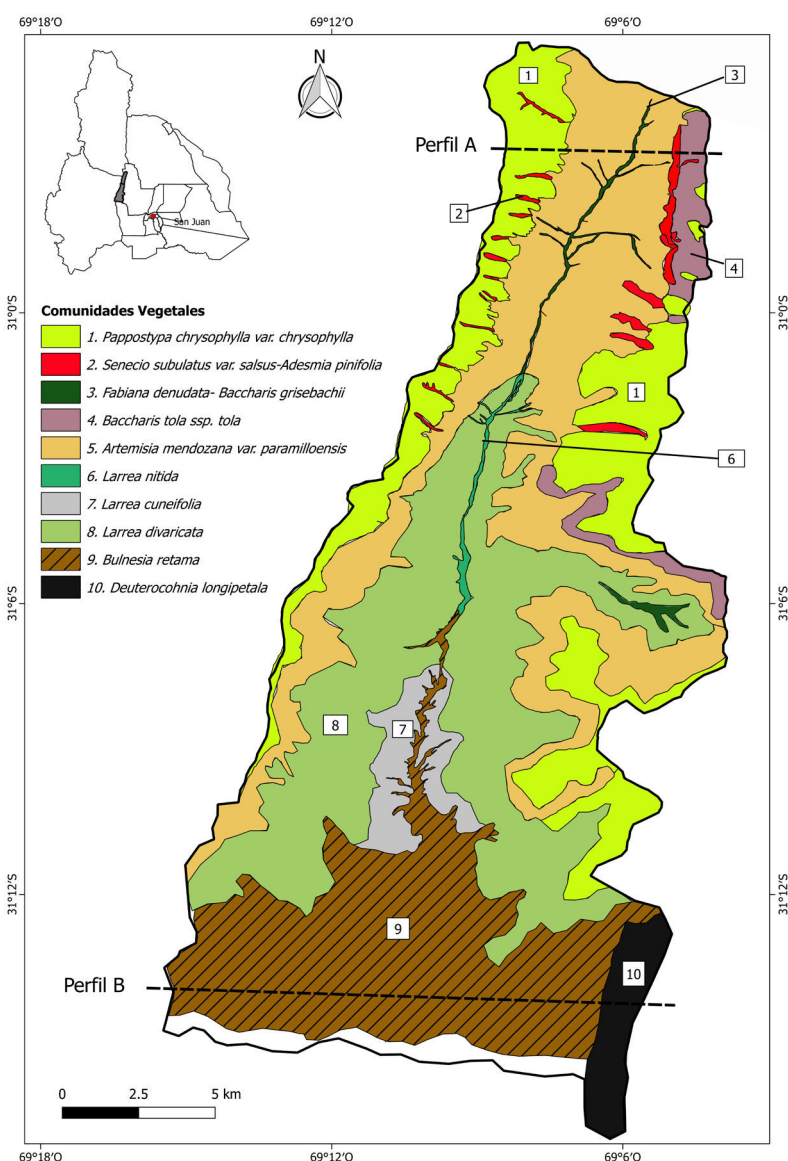 69°18'O 69°12'O 69°6'O
N
1
3
Perfil A
2
San Juan
4
31°0'S 31°0'S
Comunidades Vegetales
1. Pappostypa chrysophylla var. chrysophylla
2. Senecio subulatus var. salsus-Adesmia pinifolia
3. Fabiana denudata- Baccharis grisebachii
4. Baccharis tola ssp. tola
5. Artemisia mendozana var. paramilloensis
6. Larrea nitida
7. Larrea cuneifolia
8. Larrea divaricata
9. Bulnesia retama
10. Deuterocohnia longipetala
1
6
31°6'S 31°6'S
8
7
31°12'S 31°12'S
9
10
Perfil B
0 2.5 5 km
69°18'O 69°12'O 69°6'O